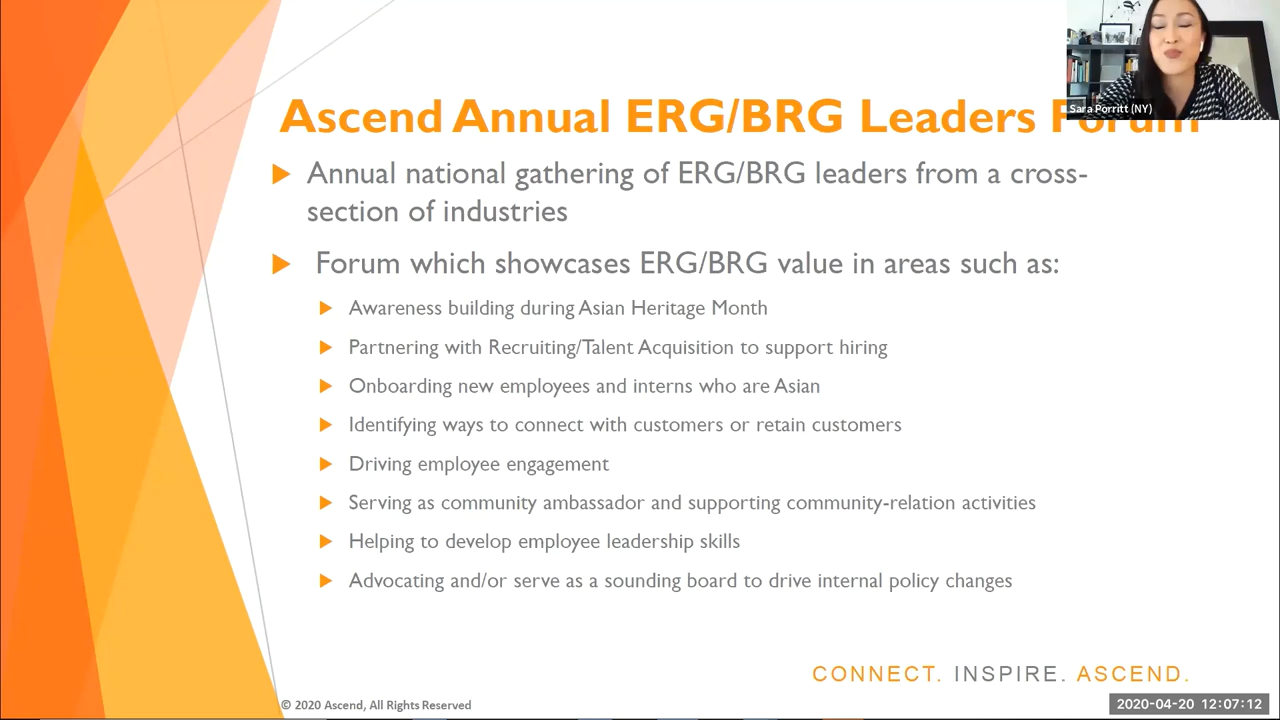 Ascend Annual ERG/BRG Leaders Forum
Sara Porritt (NY)
Annual national gathering of ERG/BRG leaders from a cross-
section of industries
Forum which showcases ERG/BRG value in areas such as:
Awareness building during Asian Heritage Month
Partnering with Recruiting/Talent Acquisition to support hiring
Onboarding new employees and interns who are Asian
Identifying ways to connect with customers or retain customers
Driving employee engagement
Serving as community ambassador and supporting community-relation activities
Helping to develop employee leadership skills
Advocating and/or serve as a sounding board to drive internal policy changes
CONNECT. INSPIRE. ASCEND.
© 2020 Ascend, All Rights Reserved
2020-04-20 12:07:12